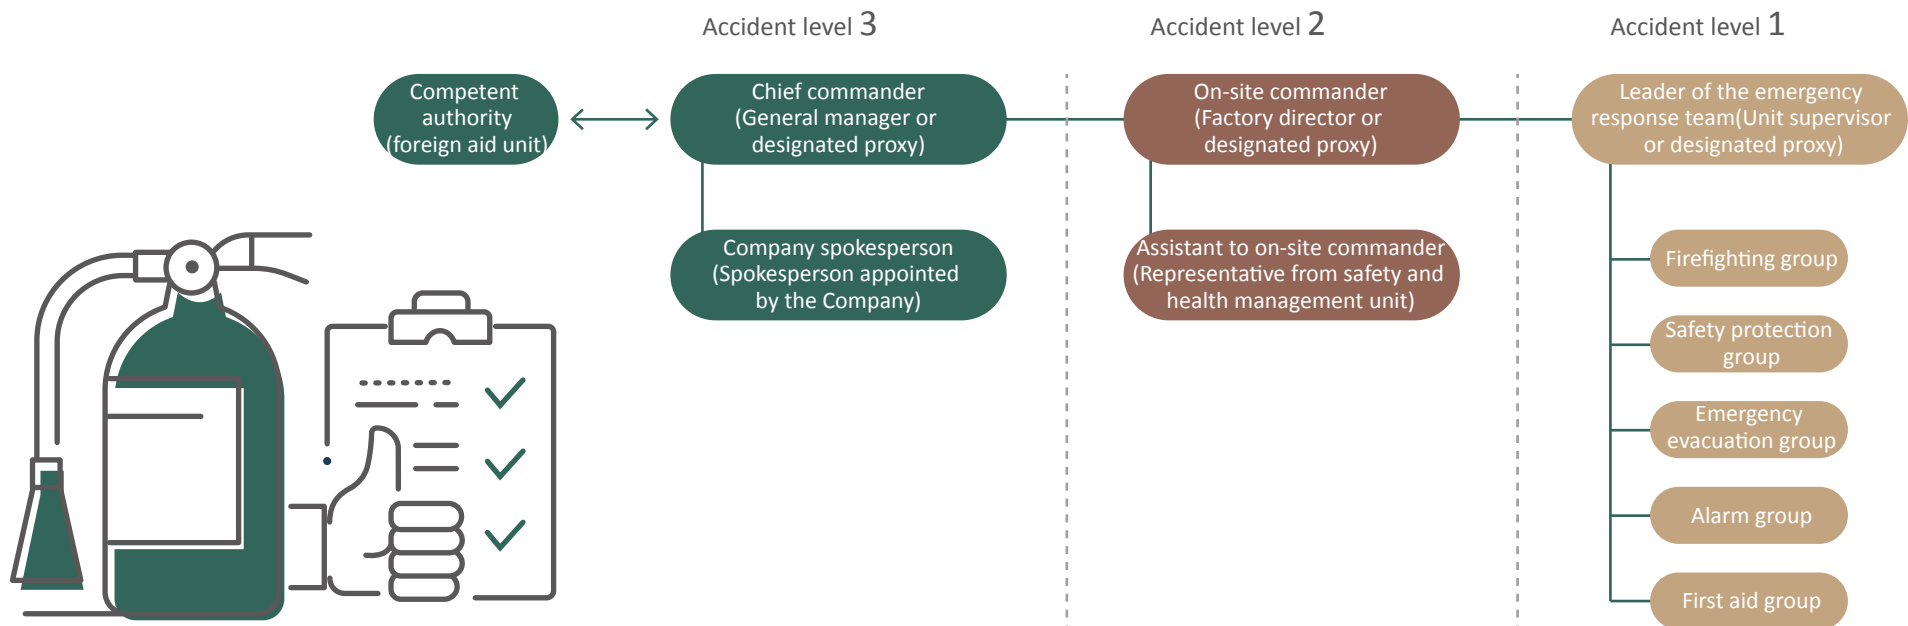 Accident level 3
Accident level 2
Accident level 1
Competent
authority
(foreign aid unit)
Chief commander
(General manager or
designated proxy)
On-site commander
(Factory director or
designated proxy)
Leader of the emergency
response team(Unit supervisor
or designated proxy)
Company spokesperson
(Spokesperson appointed
by the Company)
Assistant to on-site commander
(Representative from safety and
health management unit)
Firefighting group
Safety protection
group
Emergency
evacuation group
Alarm group
First aid group